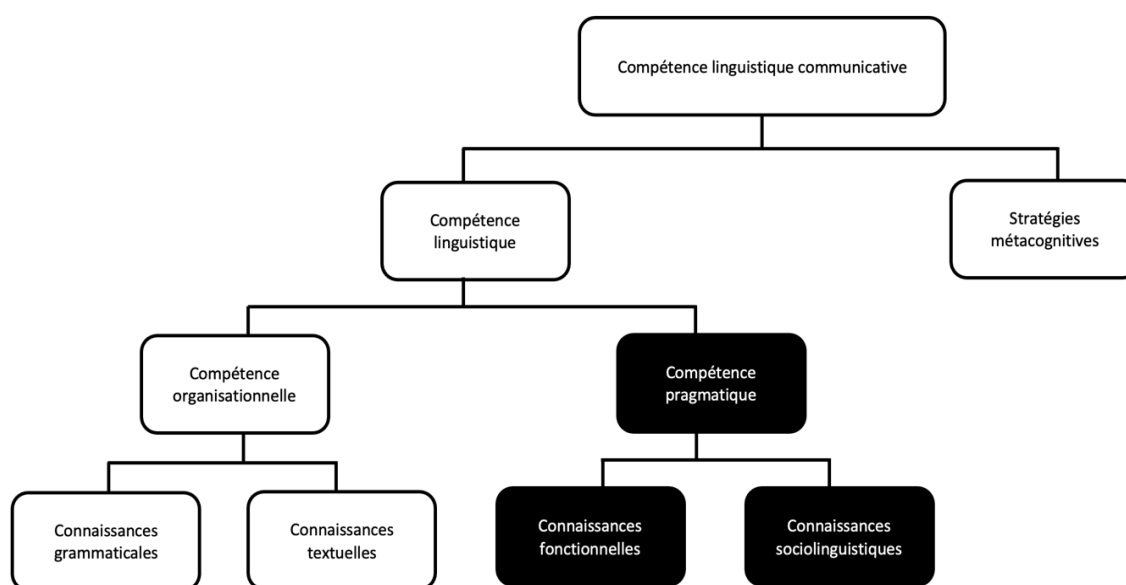 Compétence linguistique communicative
Compétence
linguistique
Stratégies
métacognitives
Compétence
organisationnelle
Compétence
pragmatique
Connaissances
grammaticales
Connaissances
textuelles
Connaissances
fonctionnelles
Connaissances
sociolinguistiques